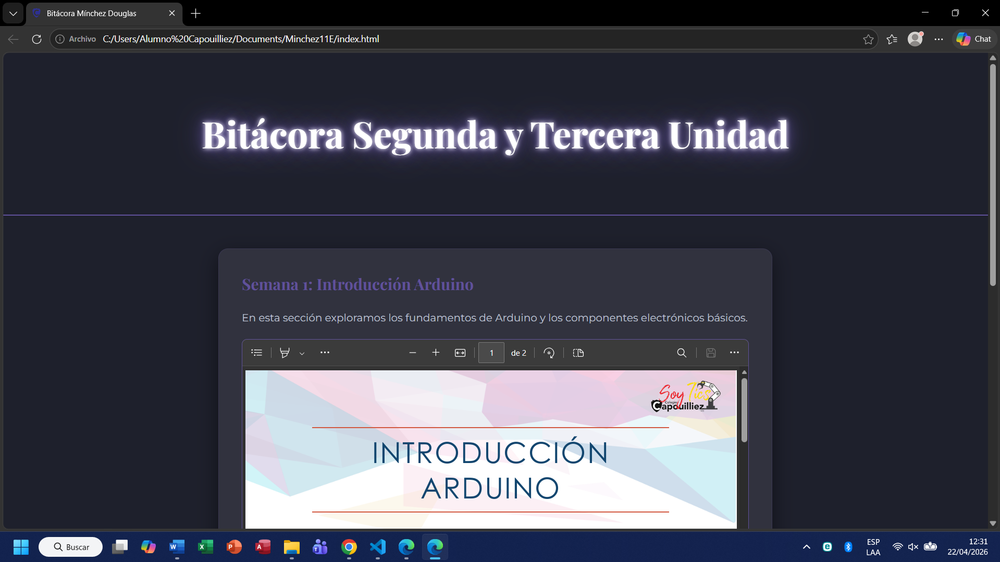 Bitácora Mínchez Douglas
Archivo C:/Users/Alumno%20Capouilliez/Documents/Minchez11E/index.html
Chat
Bitácora Segunda y Tercera Unidad
Semana 1: Introducción Arduino
En esta sección exploramos los fundamentos de Arduino y los componentes electrónicos básicos.
1 de 2
Soy Tics
Colegio
Capouilliez
INTRODUCCIÓN
ARDUINO
Buscar
ESP
LAA
12:31
22/04/2026